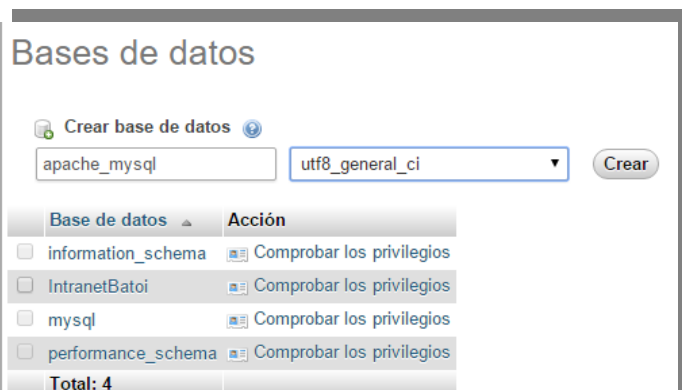 Bases de datos
Crear base de datos
apache_mysql utf8_general_ci Crear
Base de datos Acción
information_schema Comprobar los privilegios
IntranetBatoi Comprobar los privilegios
mysql Comprobar los privilegios
performance_schema Comprobar los privilegios
Total: 4